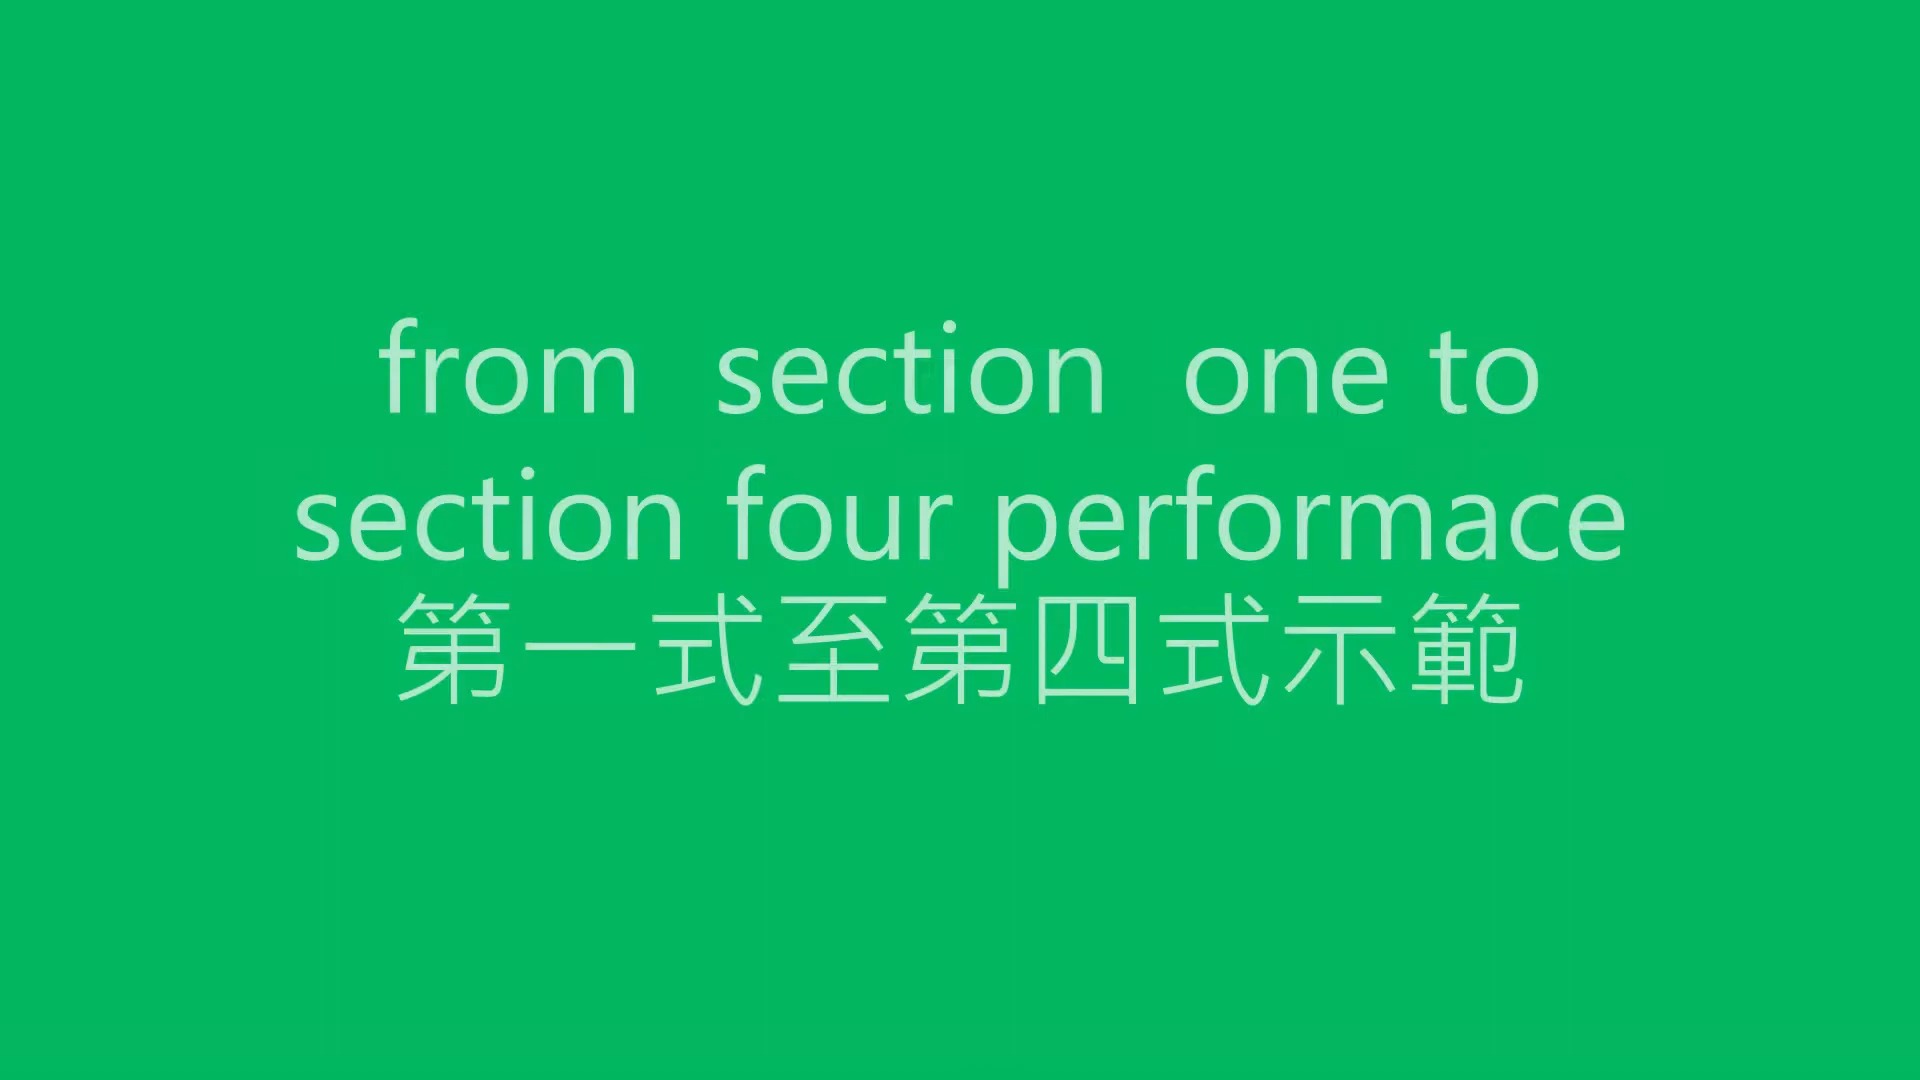 from section one to
section four performace
第一式至第四式示範